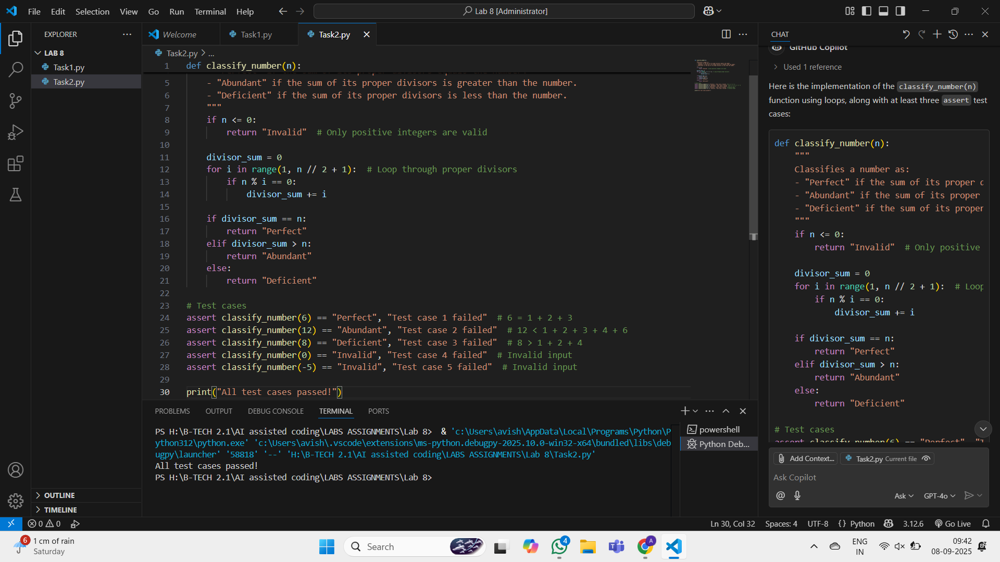 File Edit Selection View Go Run Terminal Help
Lab 8 [Administrator]
EXPLORER
LAB 8
Task1.py
Task2.py
OUTLINE
TIMELINE
Welcome
Task1.py
Task2.py
Task2.py > ...
1 def classify_number(n):
5 - "Abundant" if the sum of its proper divisors is greater than the number.
6 - "Deficient" if the sum of its proper divisors is less than the number.
7 """
8 if n <= 0:
9 return "Invalid"  # Only positive integers are valid
10
11 divisor_sum = 0
12 for i in range(1, n // 2 + 1):  # Loop through proper divisors
13 if n % i == 0:
14 divisor_sum += i
15
16 if divisor_sum == n:
17 return "Perfect"
18 elif divisor_sum > n:
19 return "Abundant"
20 else:
21 return "Deficient"
22
23 # Test cases
24 assert classify_number(6) == "Perfect", "Test case 1 failed"  # 6 = 1 + 2 + 3
25 assert classify_number(12) == "Abundant", "Test case 2 failed"  # 12 < 1 + 2 + 3 + 4 + 6
26 assert classify_number(8) == "Deficient", "Test case 3 failed"  # 8 > 1 + 2 + 4
27 assert classify_number(0) == "Invalid", "Test case 4 failed"  # Invalid input
28 assert classify_number(-5) == "Invalid", "Test case 5 failed"  # Invalid input
29
30 print("All test cases passed!")
PROBLEMS OUTPUT DEBUG CONSOLE TERMINAL PORTS
PS H:\B-TECH 2.1\AI assisted coding\LABS ASSIGNMENTS\Lab 8>  & 'c:\Users\avish\AppData\Local\Programs\Python\P
ython312\python.exe' 'c:\Users\avish\.vscode\extensions\ms-python.debugpy-2025.10.0-win32-x64\bundled\libs\deb
ugpy\launcher' '58818' '--' 'H:\B-TECH 2.1\AI assisted coding\LABS ASSIGNMENTS\Lab 8\Task2.py'
All test cases passed!
PS H:\B-TECH 2.1\AI assisted coding\LABS ASSIGNMENTS\Lab 8>
powershell
Python Deb...
CHAT
GitHub Copilot
Used 1 reference
Here is the implementation of the classify_number(n)
function using loops, along with at least three assert test
cases:
def classify_number(n):
"""
Classifies a number as:
- "Perfect" if the sum of its proper d
- "Abundant" if the sum of its proper
- "Deficient" if the sum of its proper
"""
if n <= 0:
return "Invalid"  # Only positive
divisor_sum = 0
for i in range(1, n // 2 + 1):  # Loop
if n % i == 0:
divisor_sum += i
if divisor_sum == n:
return "Perfect"
elif divisor_sum > n:
return "Abundant"
else:
return "Deficient"
# Test cases
assert classify_number(6) == "Perfect", "T
Add Context... Task2.py Current file
Ask Copilot
Ask GPT-4o
0 0
Ln 30, Col 32 Spaces: 4 UTF-8 {} Python 3.12.6 Go Live
6
1 cm of rain
Saturday
Search
4
A
ENG
IN
09:42
08-09-2025